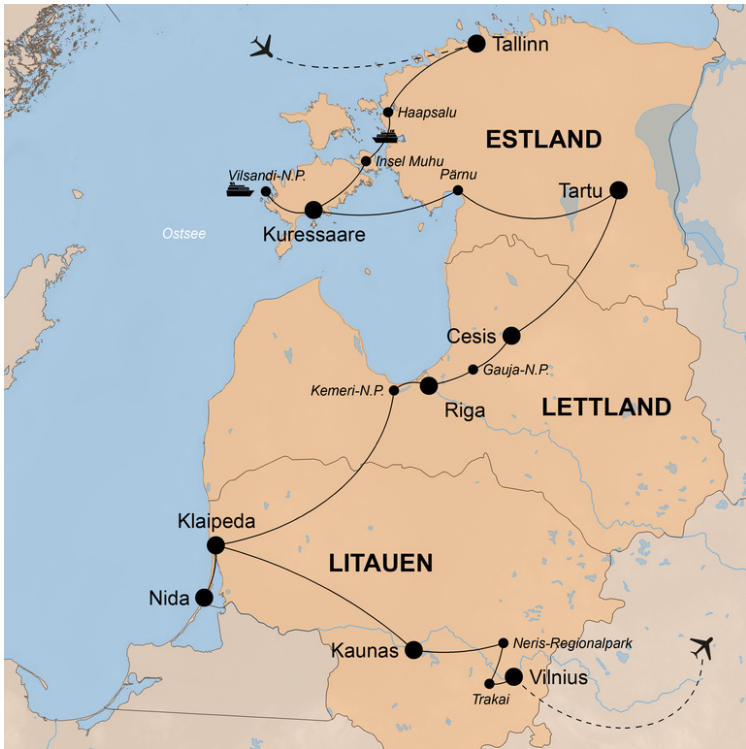 Tallinn
Haapsalu
ESTLAND
Insel Muhu
Vilsandi-N.P.
Pärnu
Tartu
Kuressaare
Ostsee
Cesis
Gauja-N.P.
Kemeri-N.P.
Riga
LETTLAND
Klaipeda
LITAUEN
Nida
Kaunas
Neris-Regionalpark
Vilnius
Trakai